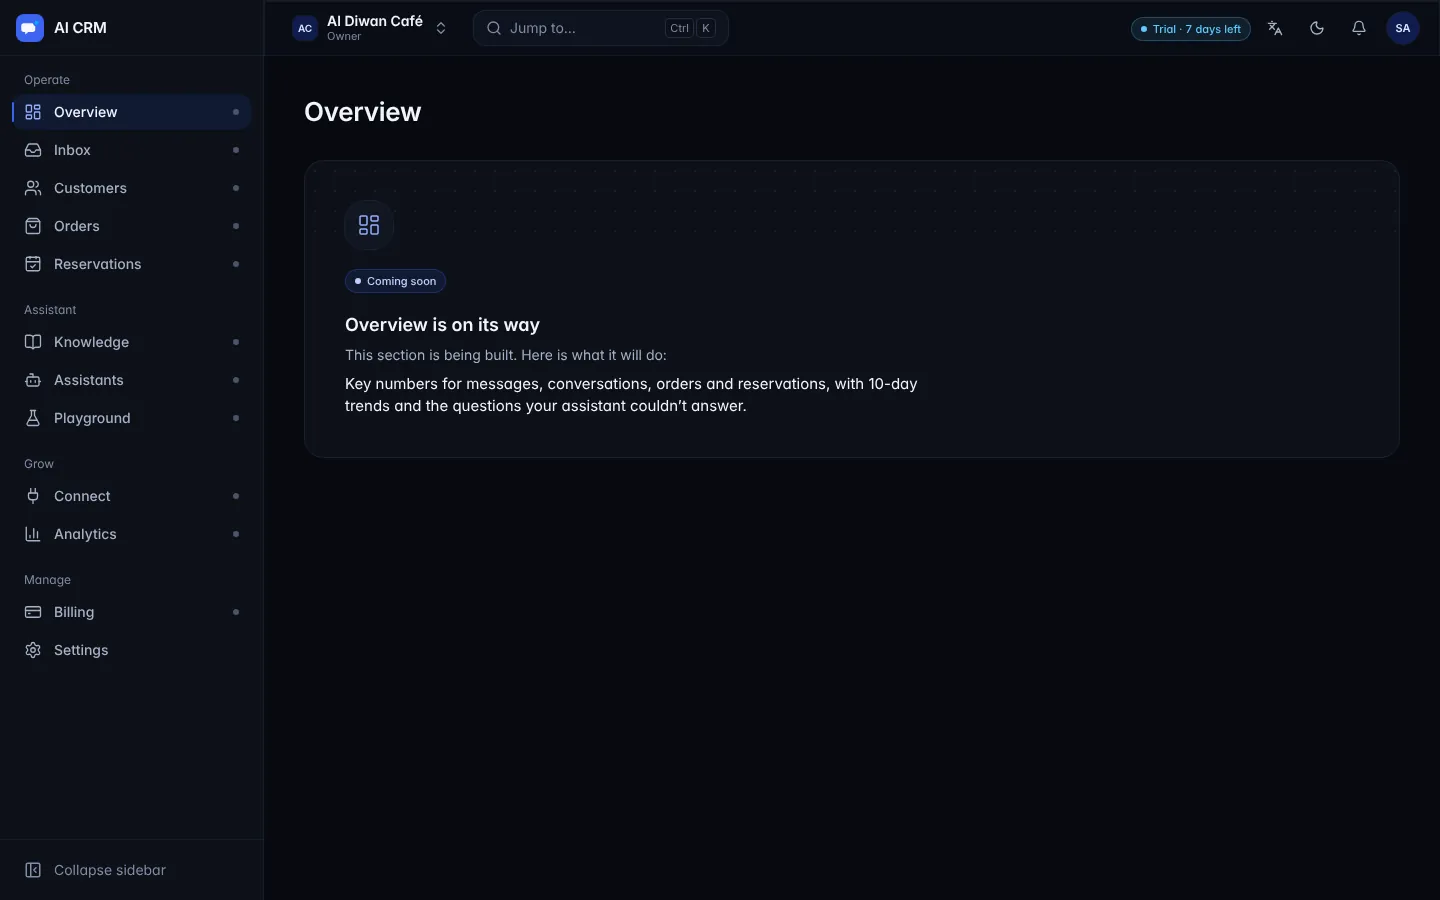 AI CRM
AC
Al Diwan Café
Owner
Jump to...
Ctrl K
Trial · 7 days left
SA
Operate
Overview
Inbox
Customers
Orders
Reservations
Assistant
Knowledge
Assistants
Playground
Grow
Connect
Analytics
Manage
Billing
Settings
Collapse sidebar
Overview
Coming soon
Overview is on its way
This section is being built. Here is what it will do:
Key numbers for messages, conversations, orders and reservations, with 10-day
trends and the questions your assistant couldn’t answer.